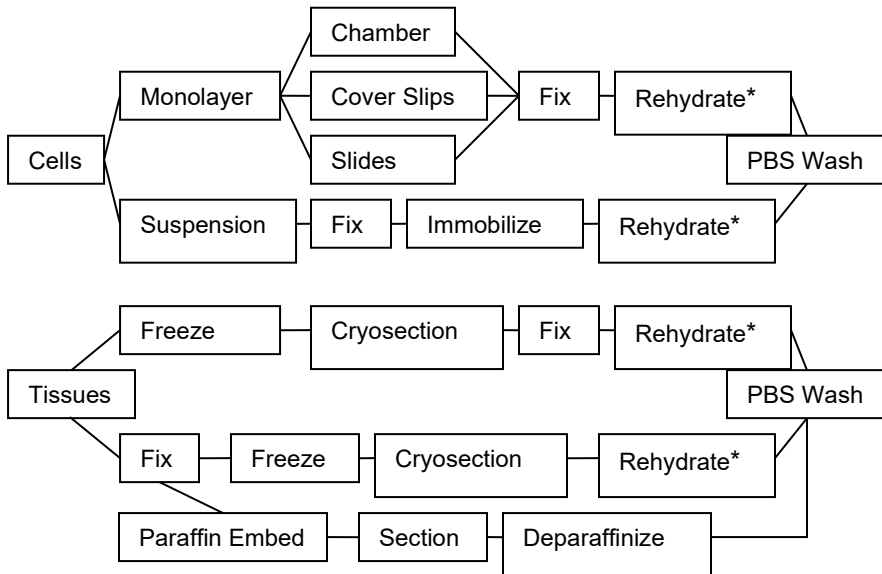 Chamber
Monolayer
Cover Slips
Fix
Rehydrate*
Cells
Slides
PBS Wash
Suspension
Fix
Immobilize
Rehydrate*
Freeze
Cryosection
Fix
Rehydrate*
Tissues
PBS Wash
Fix
Freeze
Cryosection
Rehydrate*
Paraffin Embed
Section
Deparaffinize